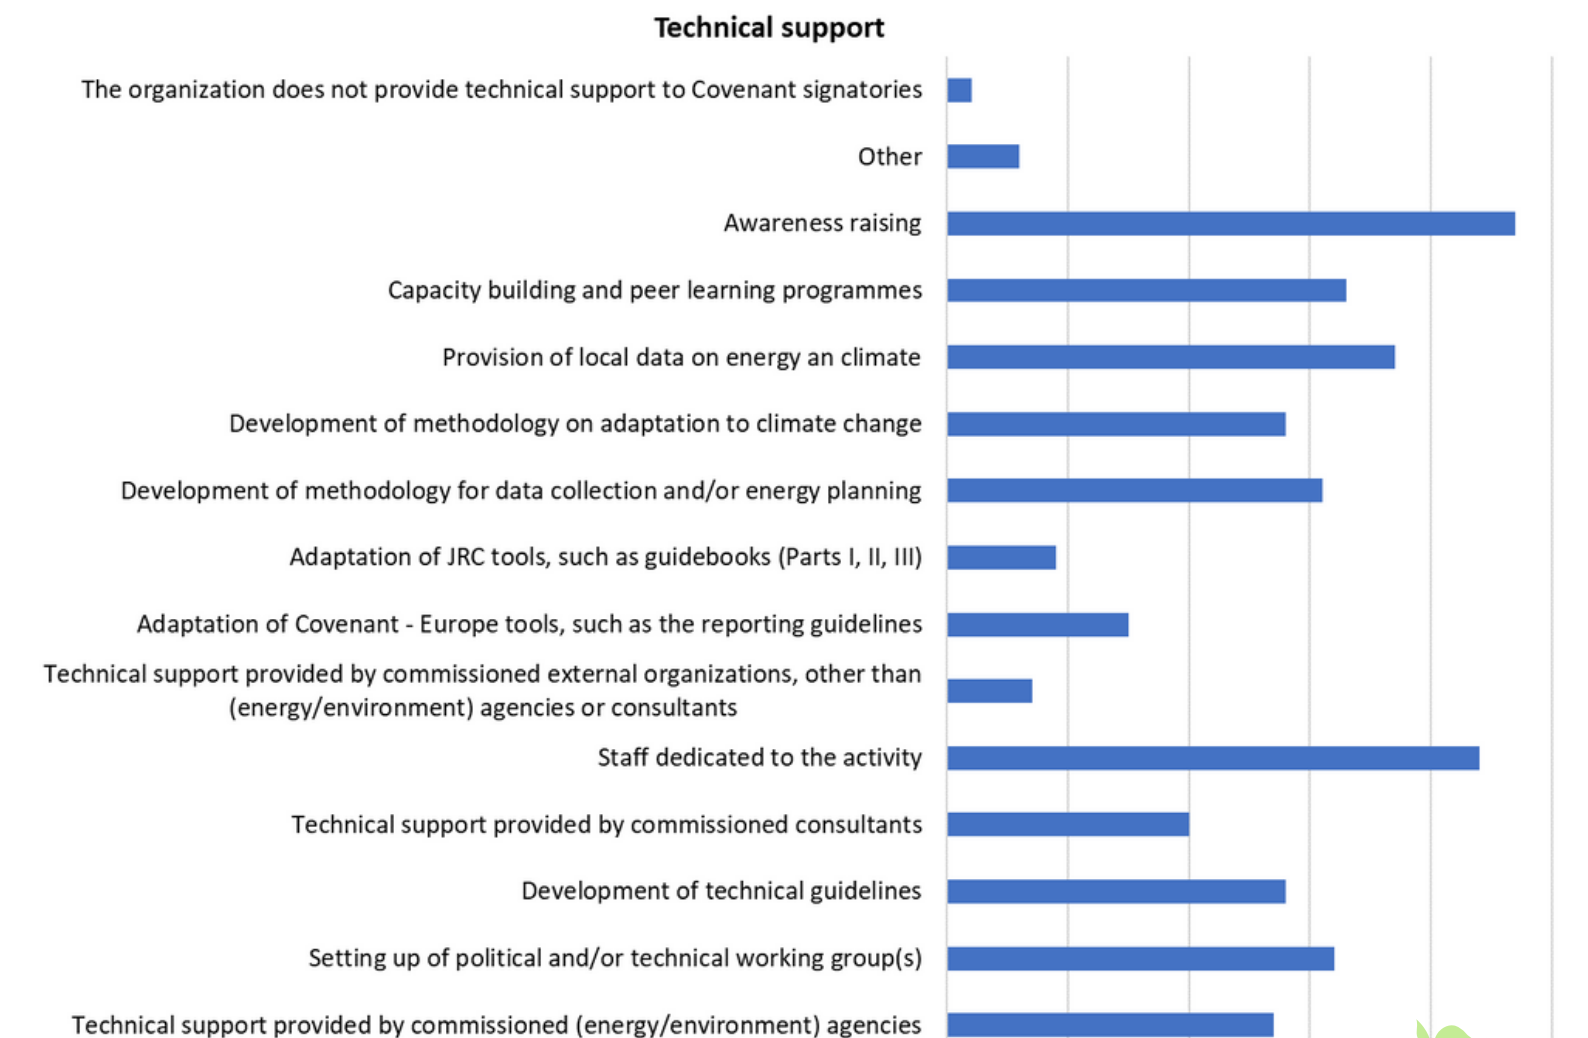 Technical support
The organization does not provide technical support to Covenant signatories
Other
Awareness raising
Capacity building and peer learning programmes
Provision of local data on energy an climate
Development of methodology on adaptation to climate change
Development of methodology for data collection and/or energy planning
Adaptation of JRC tools, such as guidebooks (Parts I, II, III)
Adaptation of Covenant - Europe tools, such as the reporting guidelines
Technical support provided by commissioned external organizations, other than
(energy/environment) agencies or consultants
Staff dedicated to the activity
Technical support provided by commissioned consultants
Development of technical guidelines
Setting up of political and/or technical working group(s)
Technical support provided by commissioned (energy/environment) agencies